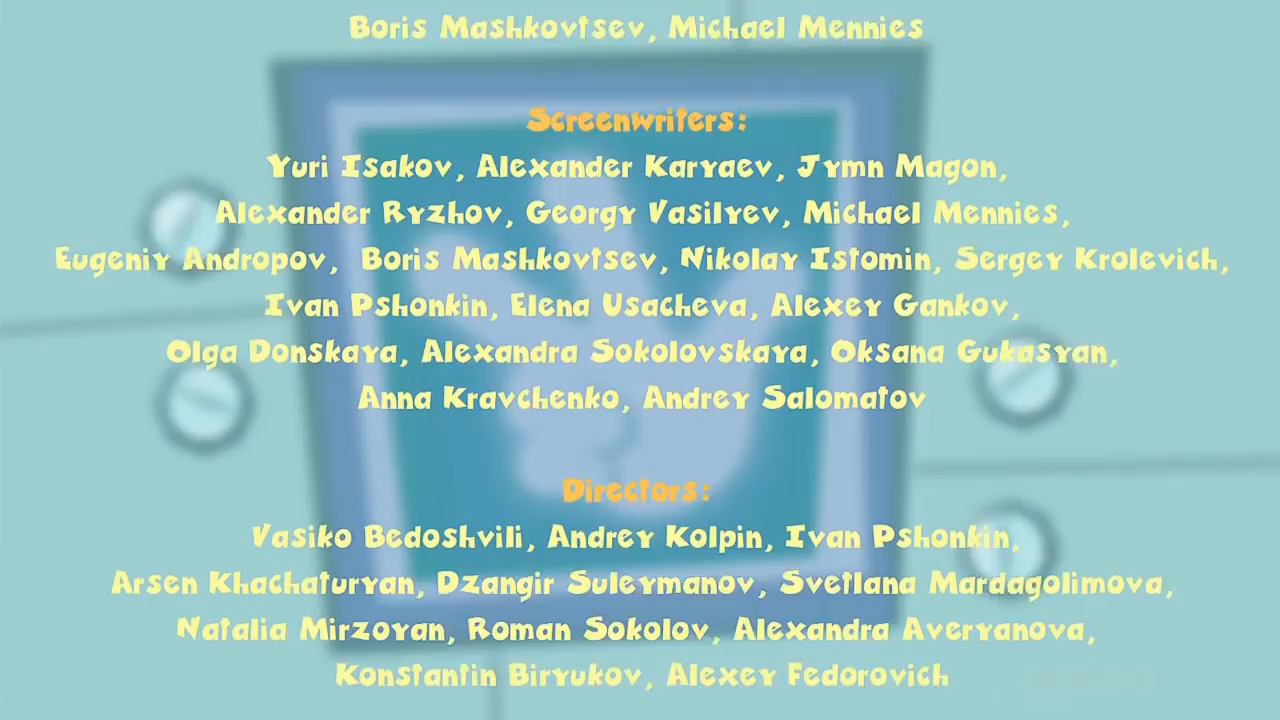 Boris Mashkovtsev, Michael Mennies
Screenwriters:
Yuri Isakov, Alexander Karyaev, Jymn Magon,
Alexander Ryzhov, Georgy Vasilyev, Michael Mennies,
Eugeniy Andropov, Boris Mashkovtsev, Nikolay Istomin, Sergey Krolevich,
Ivan Pshonkin, Elena Usacheva, Alexey Gankov,
Olga Donskaya, Alexandra Sokolovskaya, Oksana Gukasyan,
Anna Kravchenko, Andrey Salomatov
Directors:
Vasiko Bedoshvili, Andrey Kolpin, Ivan Pshonkin,
Arsen Khachaturyan, Dzangir Suleymanov, Svetlana Mardagolimova,
Natalia Mirzoyan, Roman Sokolov, Alexandra Averyanova,
Konstantin Biryukov, Alexey Fedorovich